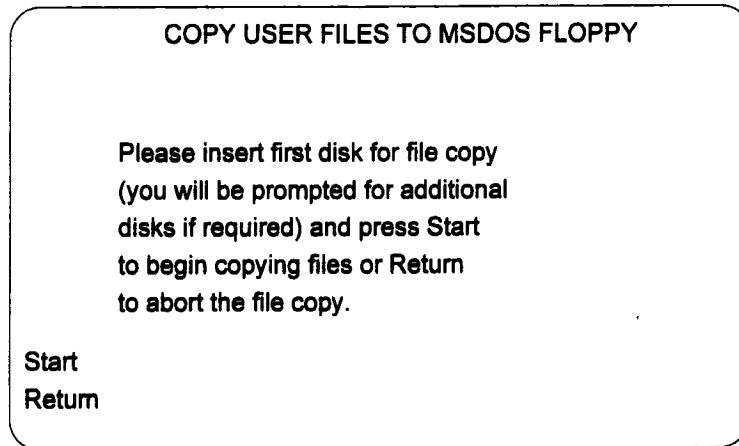 COPY USER FILES TO MSDOS FLOPPY
Please insert first disk for file copy
(you will be prompted for additional
disks if required) and press Start
to begin copying files or Return
to abort the file copy.
Start
Return